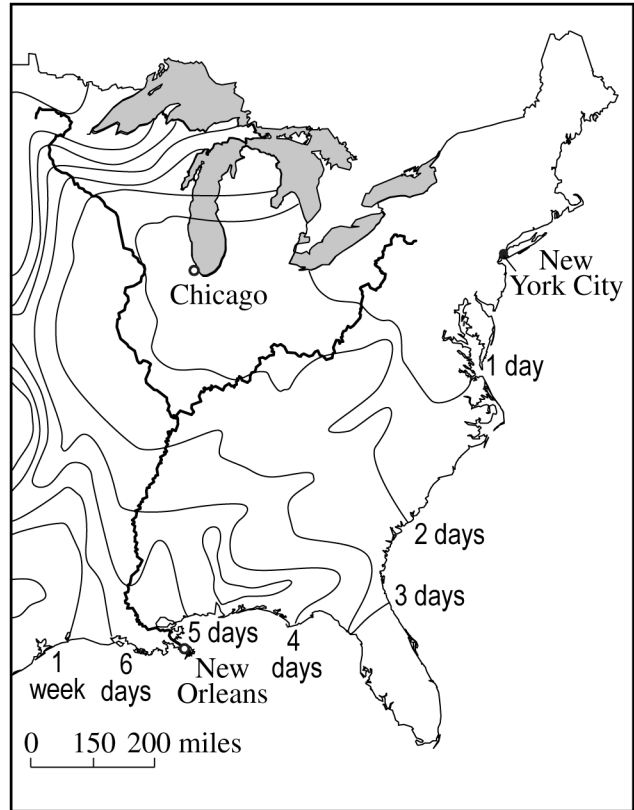 Chicago
New
York City
1 day
2 days
3 days
5 days
4
days
1
week
6
days
New
Orleans
0 150 200 miles